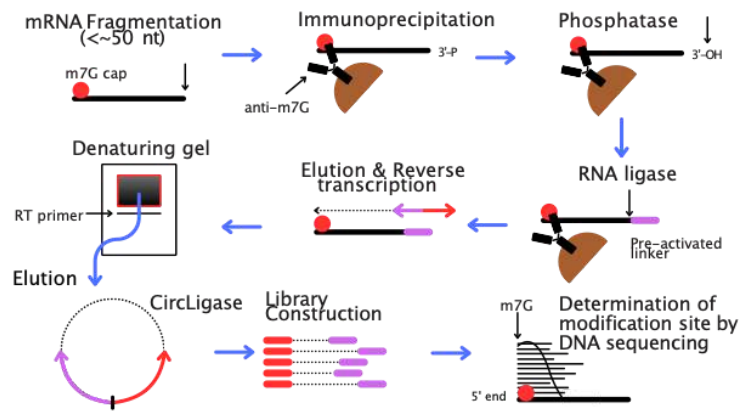 mRNA Fragmentation
(<~50 nt)
m7G cap
Immunoprecipitation
3'-P
anti-m7G
Phosphatase
3'-OH
Denaturing gel
RT primer
Elution
Elution & Reverse
transcription
RNA ligase
Pre-activated
linker
CircLigase
Library
Construction
m7G
5' end
Determination of
modification site by
DNA sequencing